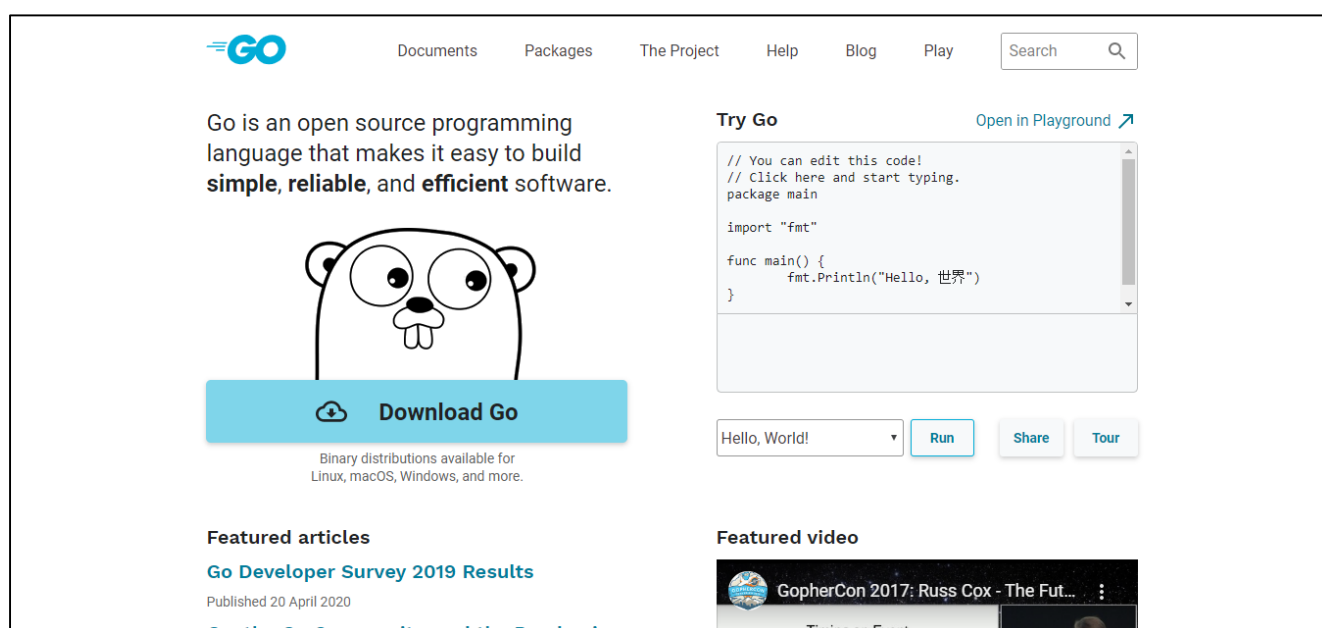 GO
Documents Packages The Project Help Blog Play Search
Go is an open source programming
language that makes it easy to build
simple, reliable, and efficient software.
Download Go
Binary distributions available for
Linux, macOS, Windows, and more.
Try Go Open in Playground
// You can edit this code!
// Click here and start typing.
package main
import "fmt"
func main() {
fmt.Println("Hello, 世界")
}
Hello, World! Run Share Tour
Featured articles
Go Developer Survey 2019 Results
Published 20 April 2020
Featured video
GopherCon 2017: Russ Cox - The Fut...